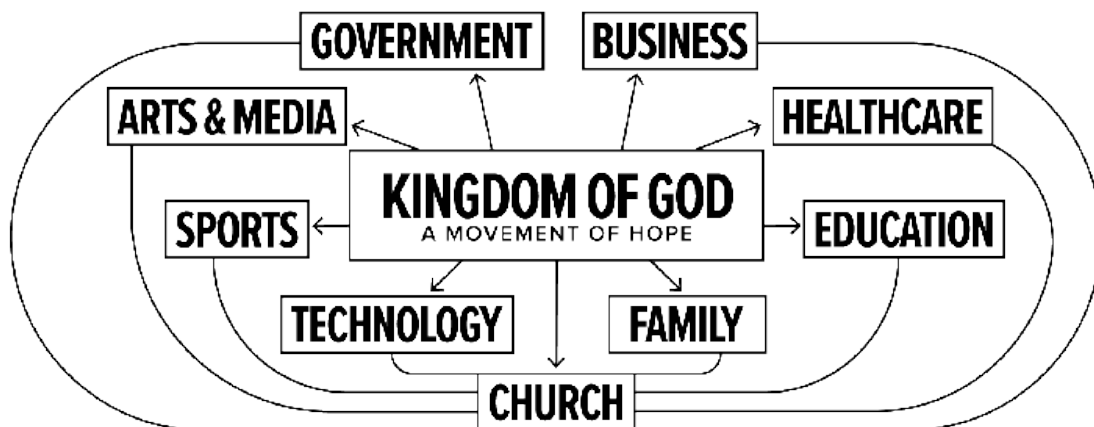 GOVERNMENT
BUSINESS
ARTS & MEDIA
HEALTHCARE
KINGDOM OF GOD
A MOVEMENT OF HOPE
SPORTS
EDUCATION
TECHNOLOGY
FAMILY
CHURCH